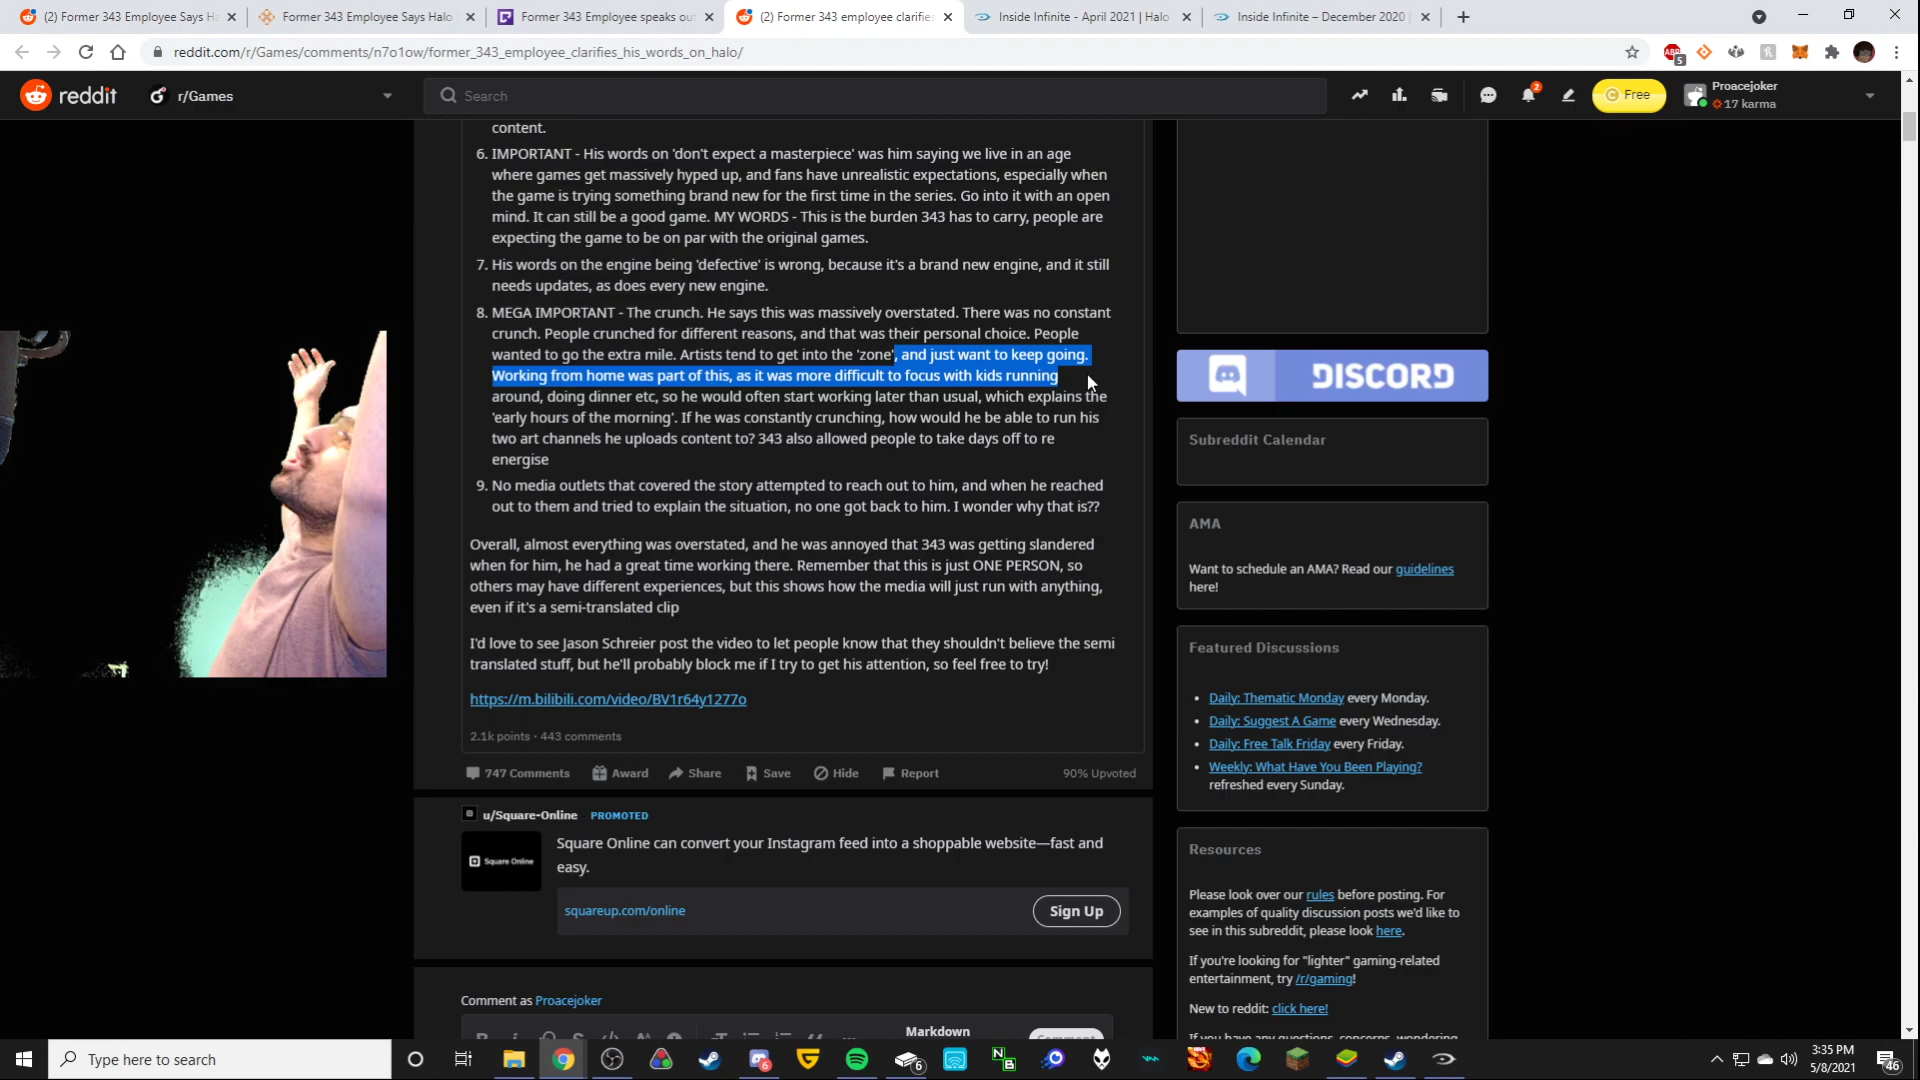 (2) Former 343 Employee Says Ha
Former 343 Employee Says Halo
Former 343 Employee speaks ou
(2) Former 343 employee clarifie
Inside Infinite - April 2021 | Halo
Inside Infinite – December 2020 |
reddit.com/r/Games/comments/n7o1ow/former_343_employee_clarifies_his_words_on_halo/
5
reddit
r/Games
Search
2
Free
Proacejoker
17 karma
content.
6. IMPORTANT - His words on 'don't expect a masterpiece' was him saying we live in an age
where games get massively hyped up, and fans have unrealistic expectations, especially when
the game is trying something brand new for the first time in the series. Go into it with an open
mind. It can still be a good game. MY WORDS - This is the burden 343 has to carry, people are
expecting the game to be on par with the original games.
7. His words on the engine being 'defective' is wrong, because it's a brand new engine, and it still
needs updates, as does every new engine.
8. MEGA IMPORTANT - The crunch. He says this was massively overstated. There was no constant
crunch. People crunched for different reasons, and that was their personal choice. People
wanted to go the extra mile. Artists tend to get into the 'zone', and just want to keep going.
Working from home was part of this, as it was more difficult to focus with kids running
around, doing dinner etc, so he would often start working later than usual, which explains the
'early hours of the morning'. If he was constantly crunching, how would he be able to run his
two art channels he uploads content to? 343 also allowed people to take days off to re
energise
9. No media outlets that covered the story attempted to reach out to him, and when he reached
out to them and tried to explain the situation, no one got back to him. I wonder why that is??
Overall, almost everything was overstated, and he was annoyed that 343 was getting slandered
when for him, he had a great time working there. Remember that this is just ONE PERSON, so
others may have different experiences, but this shows how the media will just run with anything,
even if it's a semi-translated clip
I'd love to see Jason Schreier post the video to let people know that they shouldn't believe the semi
translated stuff, but he'll probably block me if I try to get his attention, so feel free to try!
https://m.bilibili.com/video/BV1r64y1277o
2.1k points · 443 comments
747 Comments Award Share Save Hide Report 90% Upvoted
u/Square-Online PROMOTED
Square Online can convert your Instagram feed into a shoppable website—fast and
easy.
Square Online
squareup.com/online
Sign Up
Comment as Proacejoker
Markdown
DISCORD
Subreddit Calendar
AMA
Want to schedule an AMA? Read our guidelines
here!
Featured Discussions
• Daily: Thematic Monday every Monday.
• Daily: Suggest A Game every Wednesday.
• Daily: Free Talk Friday every Friday.
• Weekly: What Have You Been Playing?
refreshed every Sunday.
Resources
Please look over our rules before posting. For
examples of quality discussion posts we'd like to
see in this subreddit, please look here.
If you're looking for "lighter" gaming-related
entertainment, try /r/gaming!
New to reddit: click here!
Type here to search
6
6
N
B
3:35 PM
5/8/2021
46